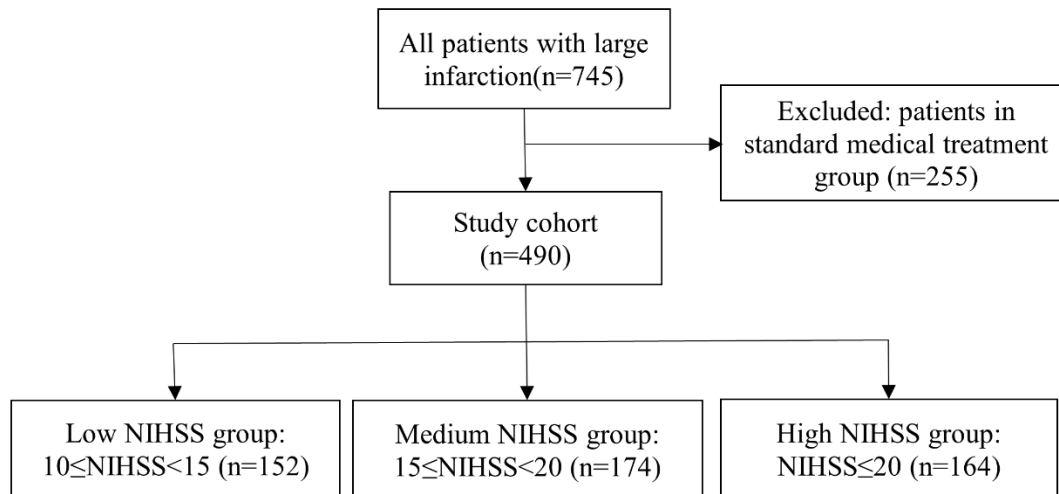 All patients with large
infarction(n=745)
Excluded: patients in
standard medical treatment
group (n=255)
Study cohort
(n=490)
Low NIHSS group:
10≤NIHSS<15 (n=152)
Medium NIHSS group:
15≤NIHSS<20 (n=174)
High NIHSS group:
NIHSS≤20 (n=164)